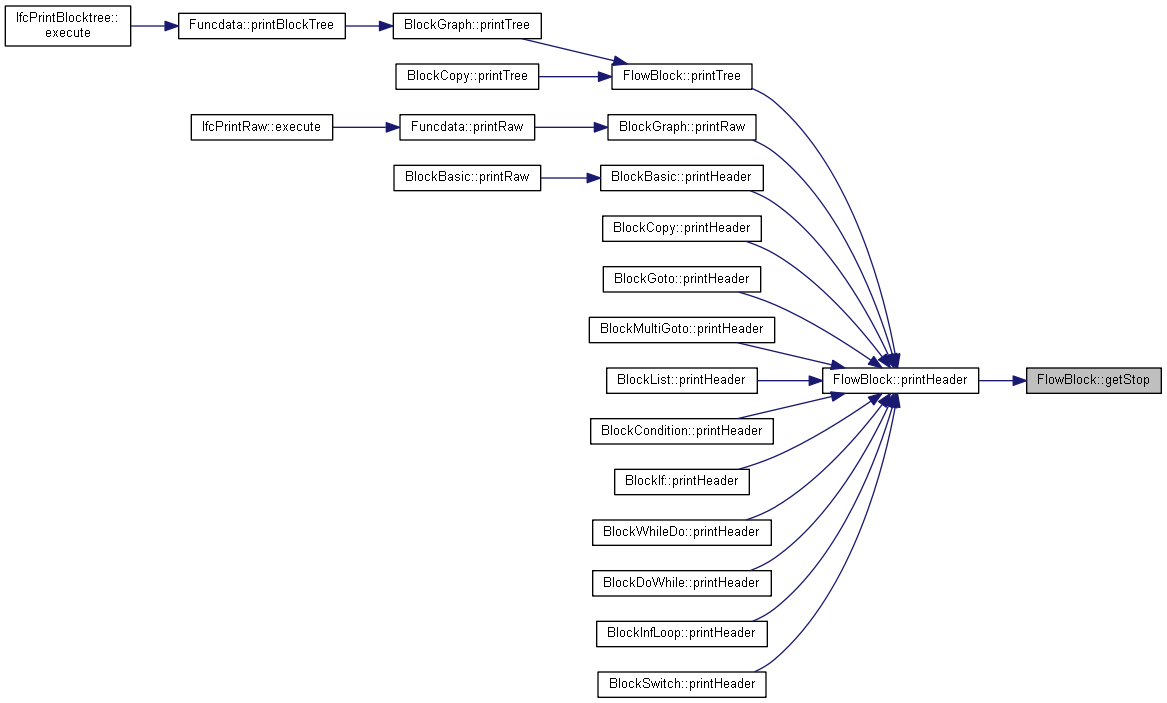 IfcPrintBlocktree::
execute
Funcdata::printBlockTree
BlockGraph::printTree
BlockCopy::printTree
FlowBlock::printTree
IfcPrintRaw::execute
Funcdata::printRaw
BlockGraph::printRaw
BlockBasic::printRaw
BlockBasic::printHeader
BlockCopy::printHeader
BlockGoto::printHeader
BlockMultiGoto::printHeader
BlockList::printHeader
FlowBlock::printHeader
FlowBlock::getStop
BlockCondition::printHeader
BlockIf::printHeader
BlockWhileDo::printHeader
BlockDoWhile::printHeader
BlockInfLoop::printHeader
BlockSwitch::printHeader